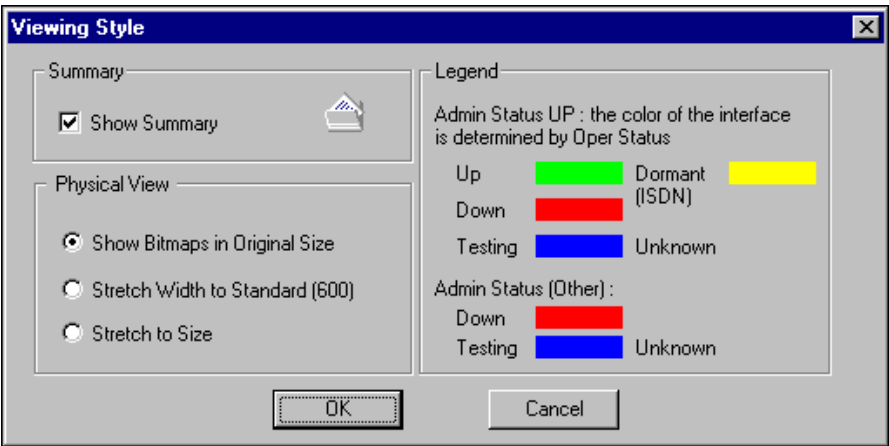 Viewing Style
Summary
Show Summary
Physical View
Show Bitmaps in Original Size
Stretch Width to Standard (600)
Stretch to Size
Legend
Admin Status UP : the color of the interface
is determined by Oper Status
Up
Dormant
(ISDN)
Down
Testing
Unknown
Admin Status (Other) :
Down
Testing
Unknown
OK
Cancel